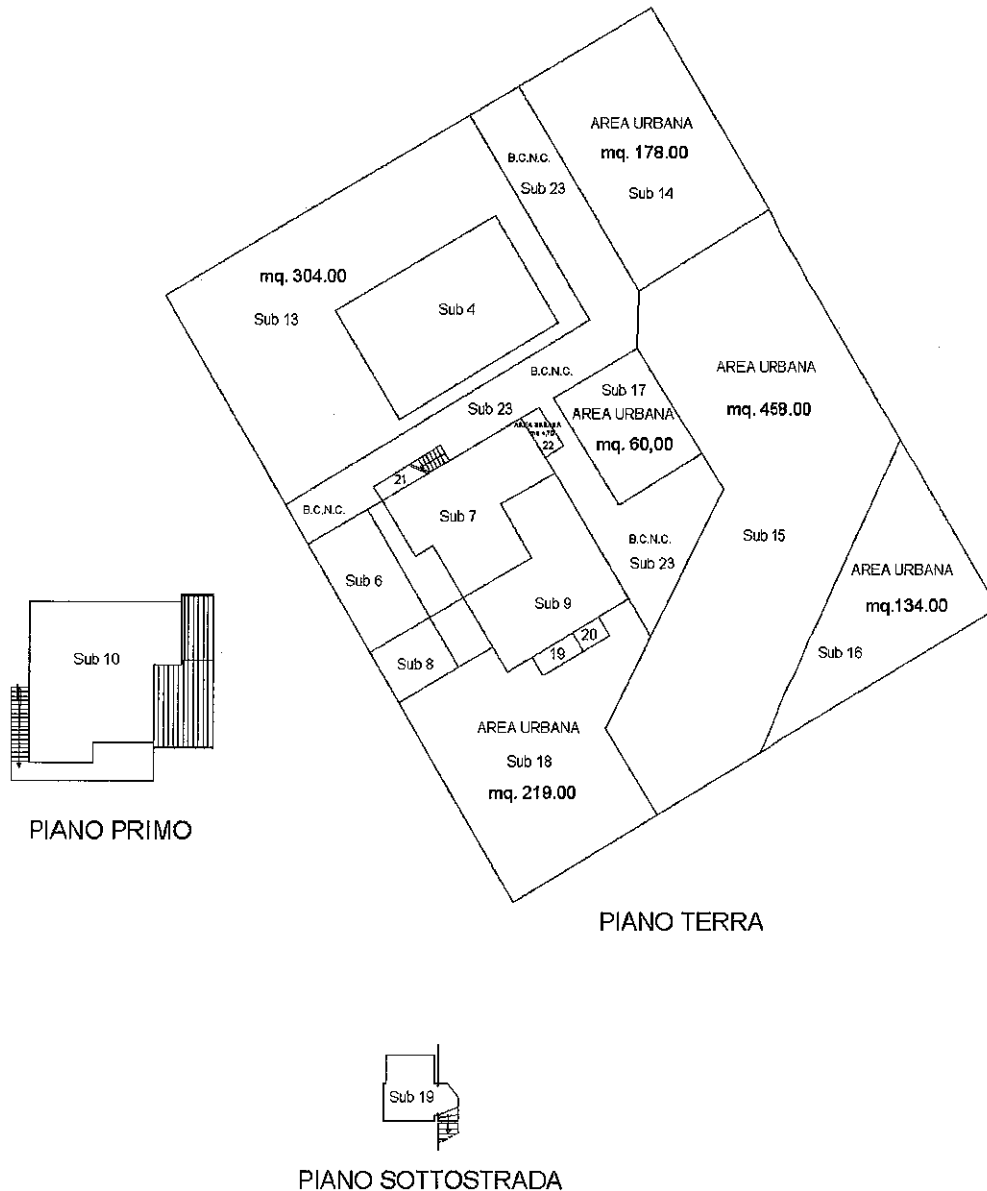 AREA URBANA
mq. 178.00
Sub 14
B.C.N.C.
Sub 23
mq. 304.00
Sub 13
Sub 4
B.C.N.C.
Sub 23
Sub 17
AREA URBANA
mq. 60,00
AREA URBANA
mq. 459.00
AREA URBANA
22
21
B.C.N.C.
Sub 7
Sub 6
B.C.N.C.
Sub 23
Sub 15
AREA URBANA
mq.134.00
Sub 16
Sub 9
20
19
Sub 8
AREA URBANA
Sub 18
mq. 219.00
Sub 10
PIANO PRIMO
PIANO TERRA
Sub 19
PIANO SOTTOSTRADA